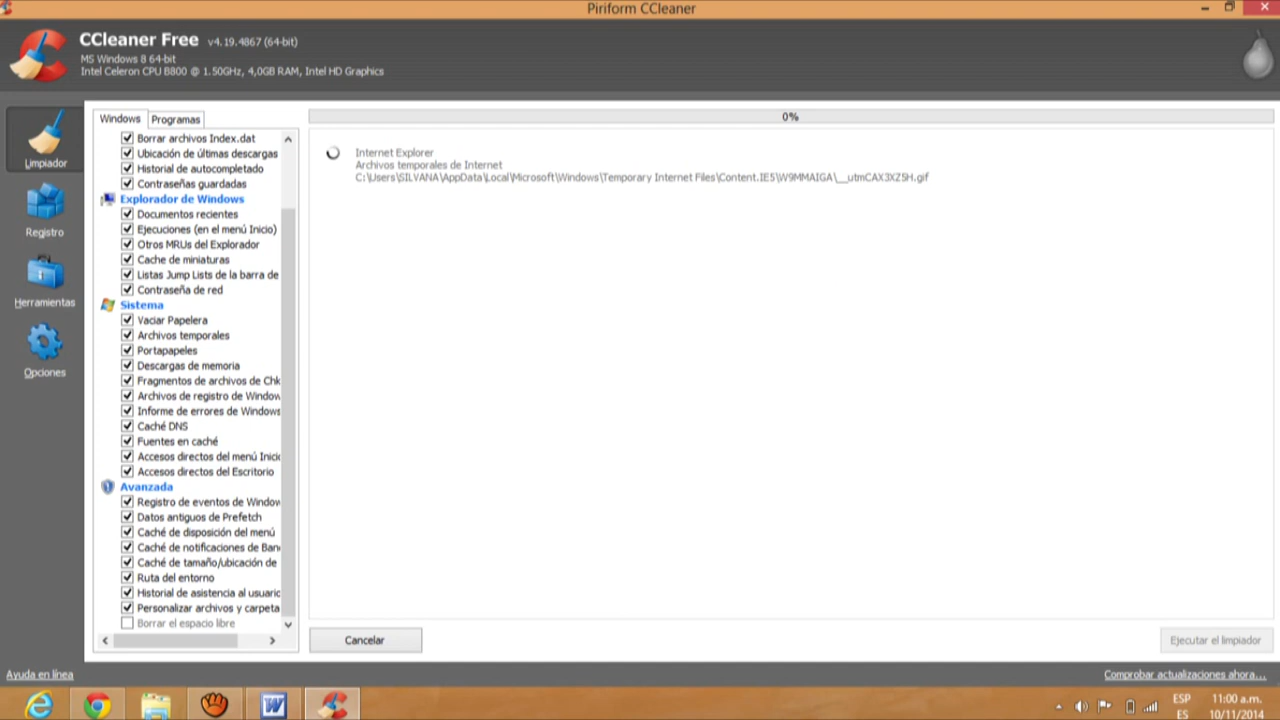 Piriform CCleaner
CCleaner Free v4.19.4867 (64-bit)
MS Windows 8 64-bit
Intel Celeron CPU B800 @ 1.50GHz, 4,0GB RAM, Intel HD Graphics
Limpiador
Registro
Herramientas
Opciones
Windows
Programas
Borrar archivos Index.dat
Ubicación de últimas descargas
Historial de autocompletado
Contraseñas guardadas
Explorador de Windows
Documentos recientes
Ejecuciones (en el menú Inicio)
Otros MRUs del Explorador
Cache de miniaturas
Listas Jump Lists de la barra de
Contraseña de red
Sistema
Vaciar Papelera
Archivos temporales
Portapapeles
Descargas de memoria
Fragmentos de archivos de Chk
Archivos de registro de Window
Informe de errores de Windows
Caché DNS
Fuentes en caché
Accesos directos del menú Inicio
Accesos directos del Escritorio
Avanzada
Registro de eventos de Window
Datos antiguos de Prefetch
Caché de disposición del menú
Caché de notificaciones de Ban
Caché de tamaño/ubicación de
Ruta del entorno
Historial de asistencia al usuario
Personalizar archivos y carpeta
Borrar el espacio libre
0%
Internet Explorer
Archivos temporales de Internet
C:\Users\SILVANA\AppData\Local\Microsoft\Windows\Temporary Internet Files\Content.IE5\W9MMAIGA\__utmCAX3XZ5H.gif
Cancelar
Ejecutar el limpiador
Ayuda en línea
Comprobar actualizaciones ahora...
ESP
ES
11:00 a.m.
10/11/2014